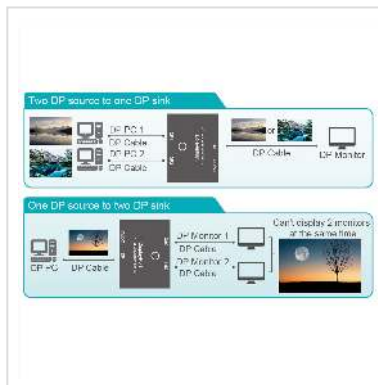 Two DP source to one DP sink
DP PC 1
DP Cable
DP PC 2
DP Cable
or
DP Cable
DP Monitor
One DP source to two DP sink
DP PC
DP Cable
DP Monitor 1
DP Cable
DP Monitor 2
DP Cable
Can't display 2 monitors
at the same time